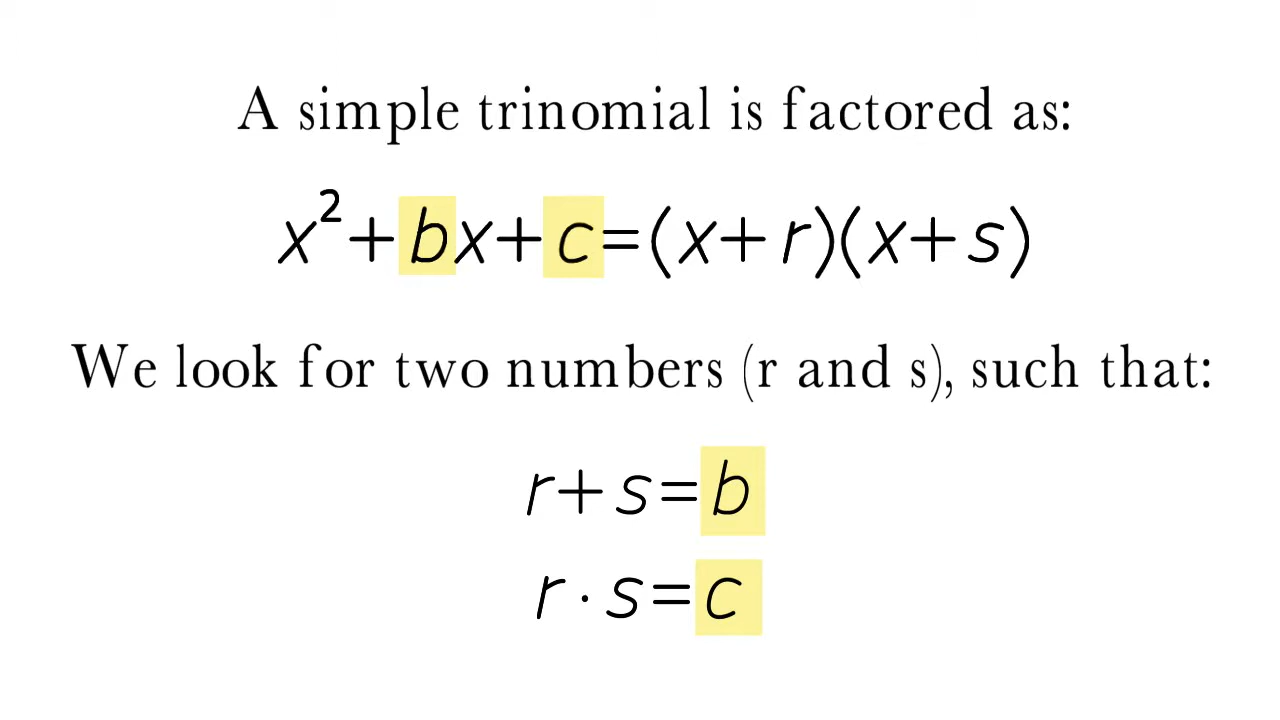 A simple trinomial is factored as:
x²+bx+c=(x+r)(x+s)
We look for two numbers (r and s), such that:
r+s=b
r·s=c